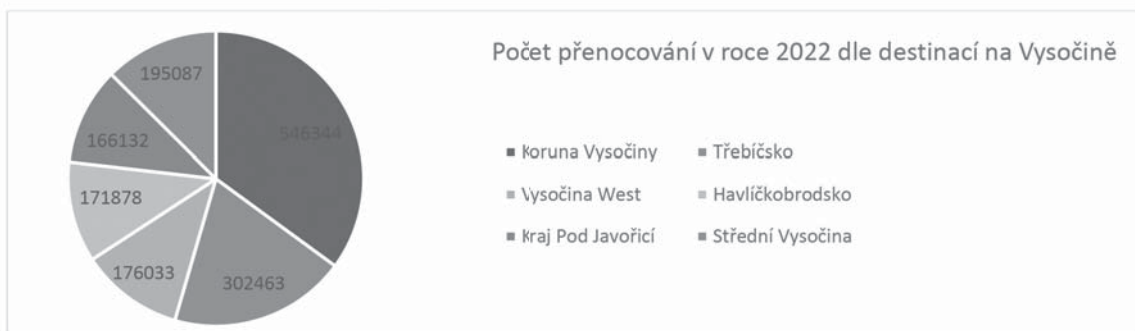 Počet přenocování v roce 2022 dle destinací na Vysočině
195087
546344
166132
171878
176033
302463
Koruna Vysočiny
Třebíčsko
Vysočina West
Havlíčkobrodsko
Kraj Pod Javořicí
Střední Vysočina